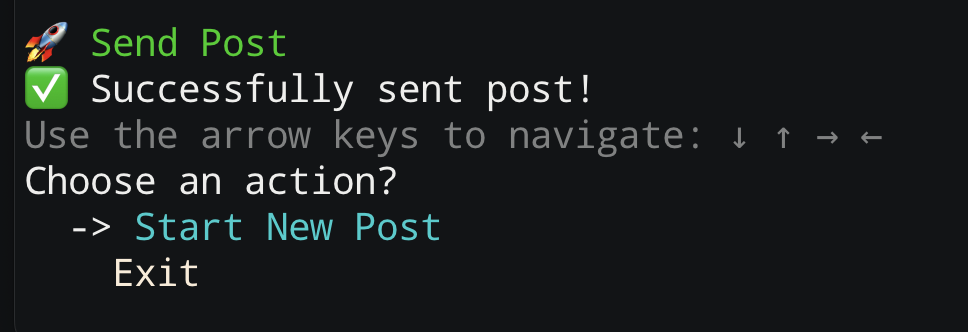 🚀 Send Post
✅ Successfully sent post!
Use the arrow keys to navigate: ↓ ↑ → ←
Choose an action?
-> Start New Post
Exit